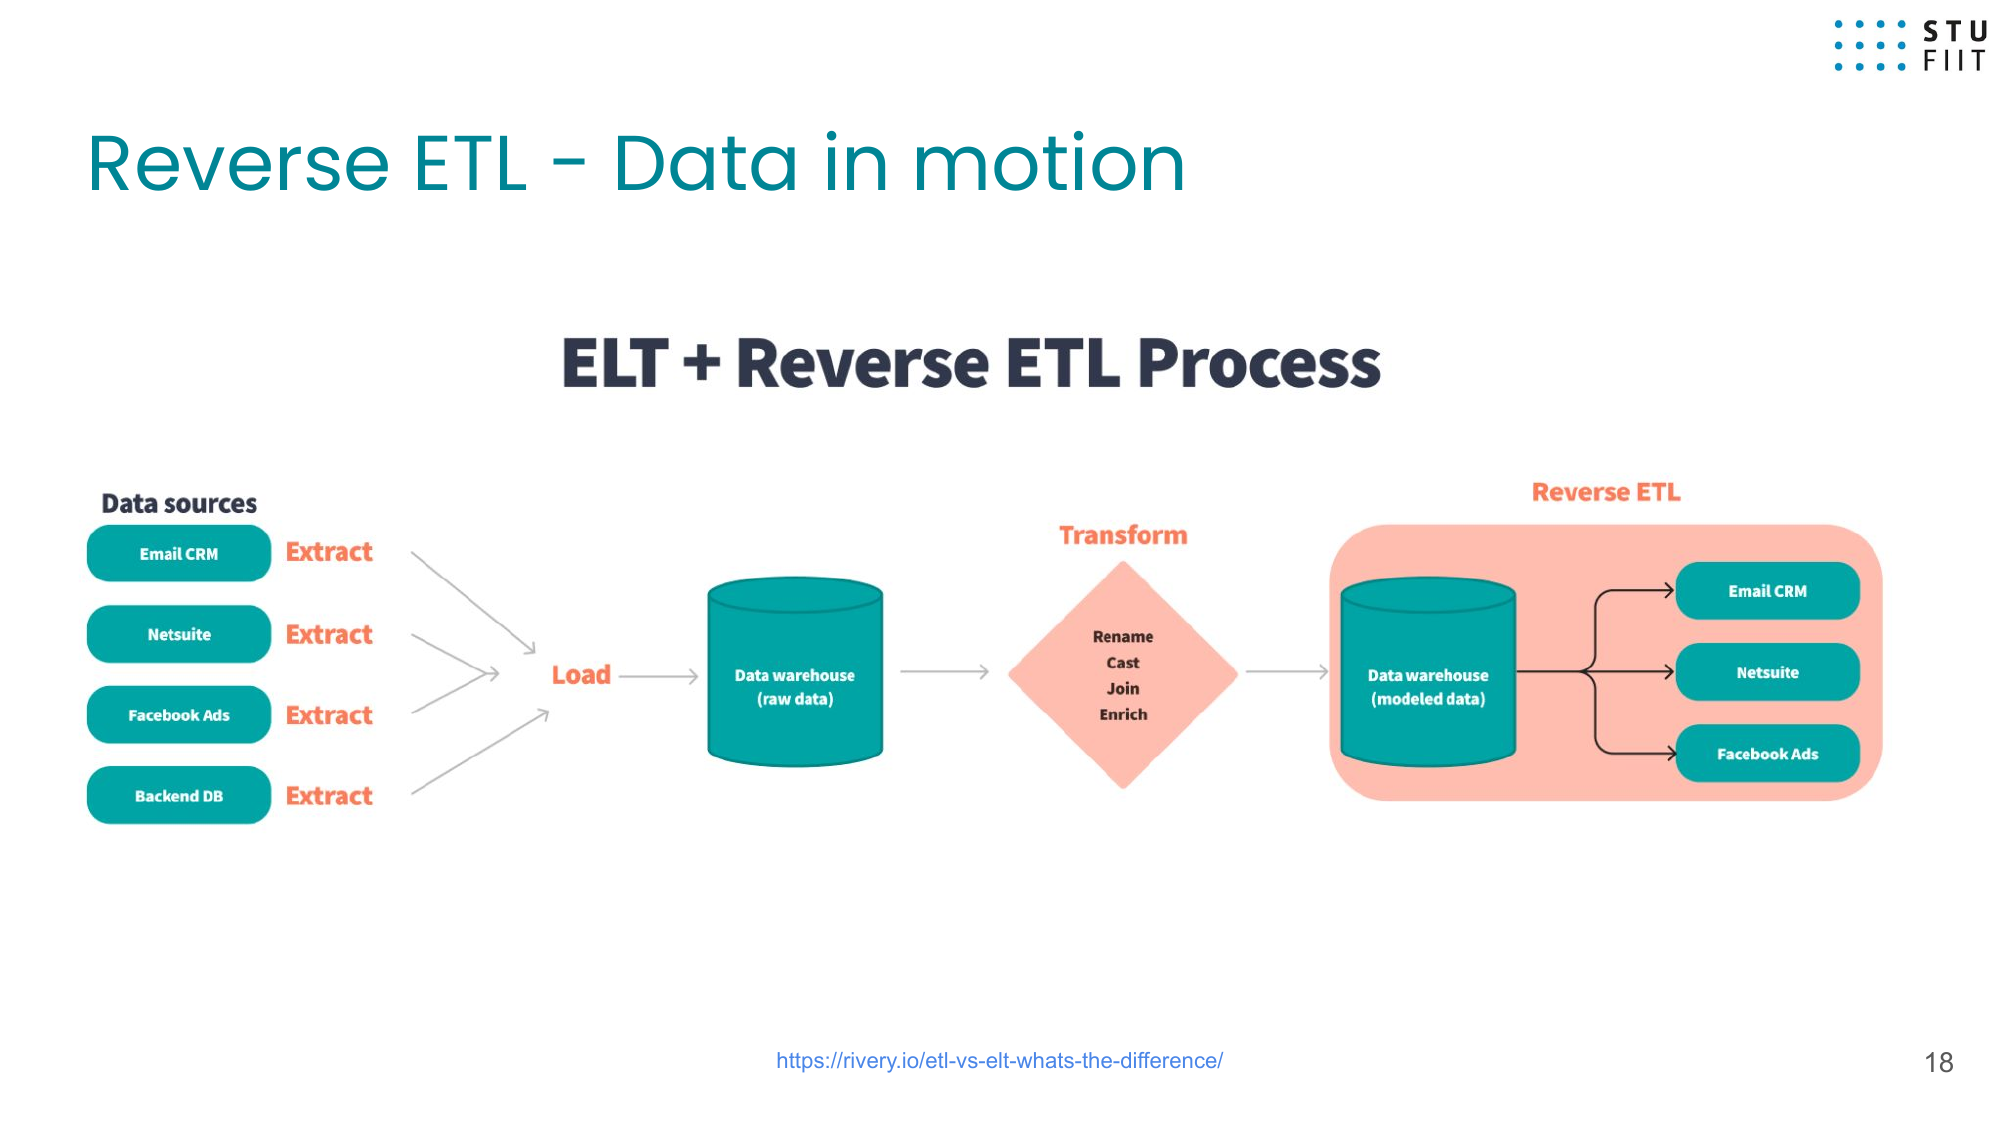 STU
FIIT
Reverse ETL - Data in motion
ELT + Reverse ETL Process
Data sources
Email CRM
Extract
Netsuite
Extract
Facebook Ads
Extract
Backend DB
Extract
Load
Data warehouse
(raw data)
Transform
Rename
Cast
Join
Enrich
Reverse ETL
Data warehouse
(modeled data)
Email CRM
Netsuite
Facebook Ads
https://rivery.io/etl-vs-elt-whats-the-difference/
18